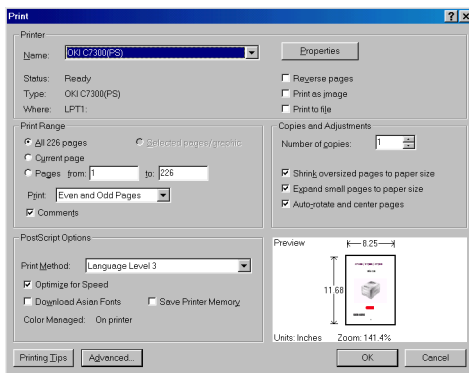 Print
Printer
Name: OKI C7300(PS)
Properties
Status: Ready
Type: OKI C7300(PS)
Where: LPT1:
Reverse pages
Print as image
Print to file
Print Range
All 226 pages
Selected pages/graphic
Current page
Pages from: 1 to: 226
Print: Even and Odd Pages
Comments
Copies and Adjustments
Number of copies: 1
Shrink oversized pages to paper size
Expand small pages to paper size
Auto-rotate and center pages
PostScript Options
Print Method: Language Level 3
Optimize for Speed
Download Asian Fonts
Save Printer Memory
Color Managed: On printer
Preview
8.25
11.68
Units: Inches Zoom: 141.4%
Printing Tips
Advanced...
OK
Cancel